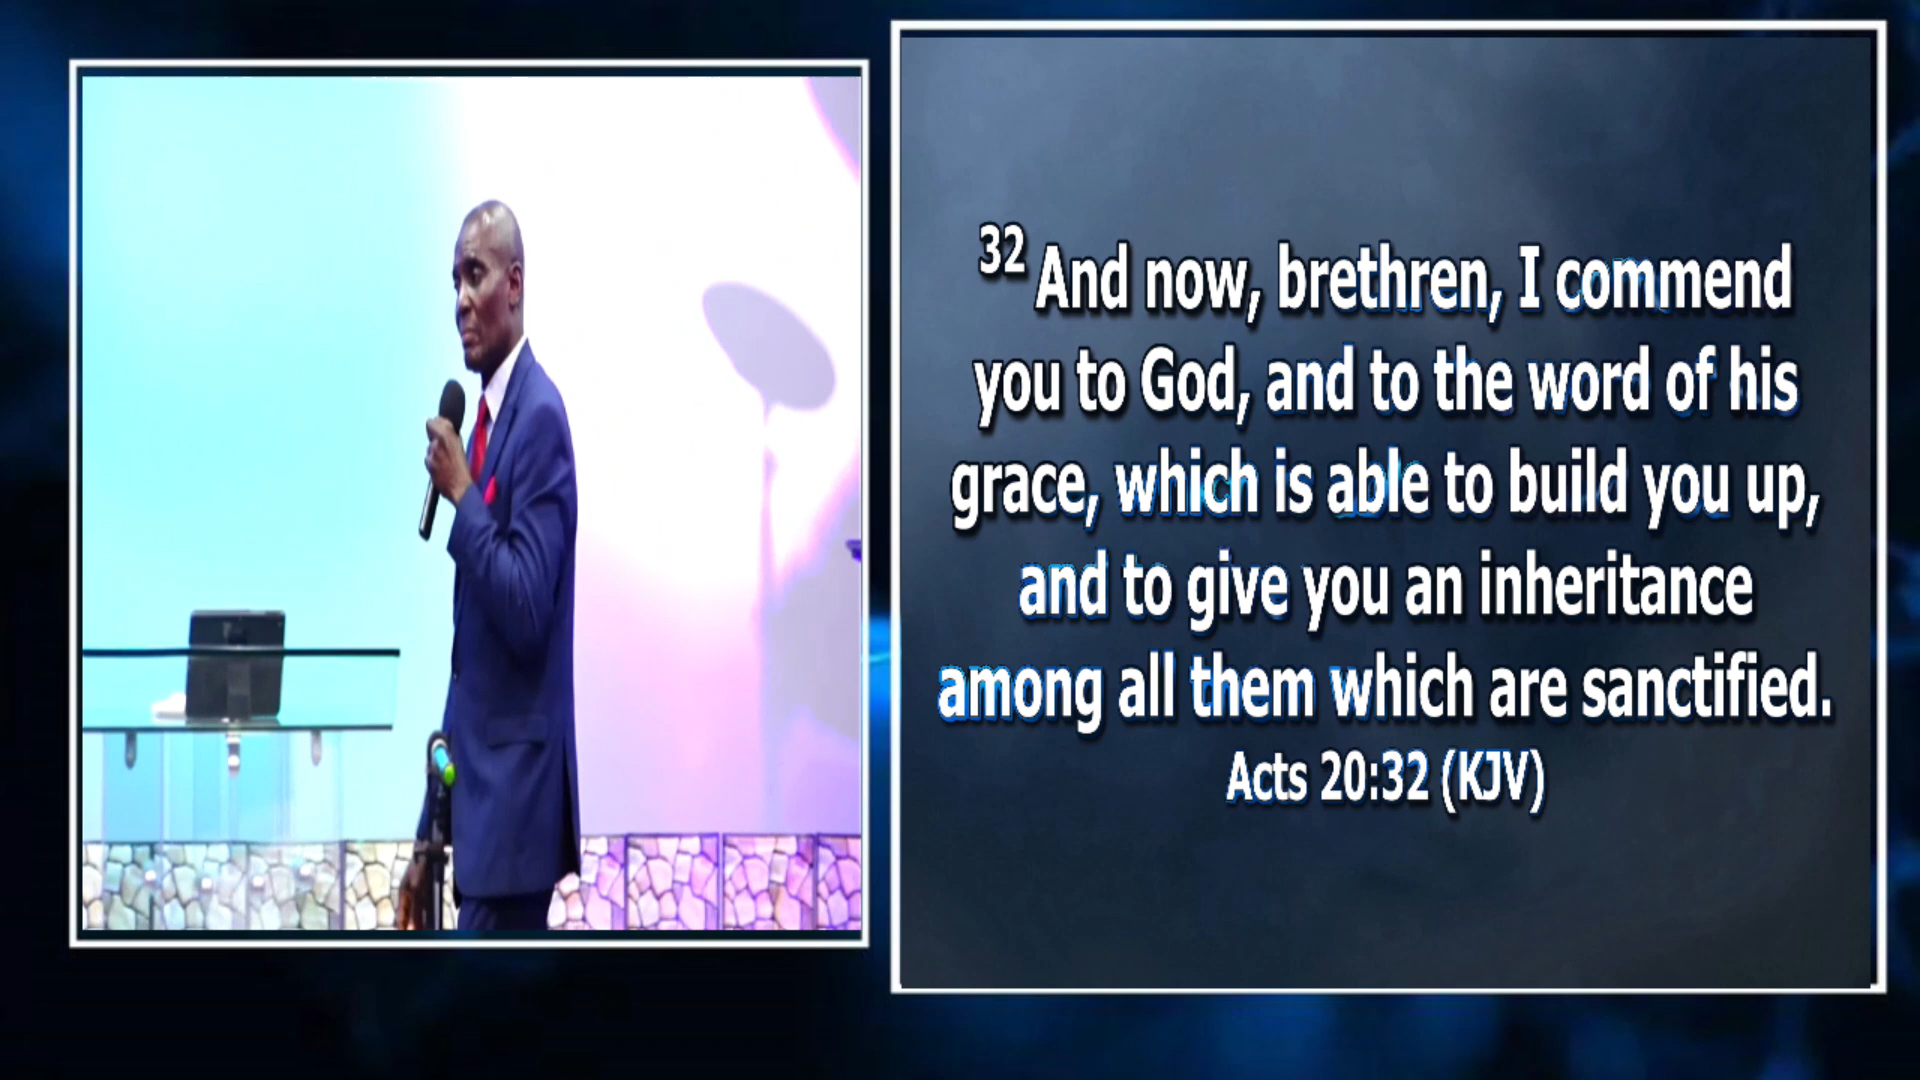 32 And now, brethren, I commend
you to God, and to the word of his
grace, which is able to build you up,
and to give you an inheritance
among all them which are sanctified.
Acts 20:32 (KJV)